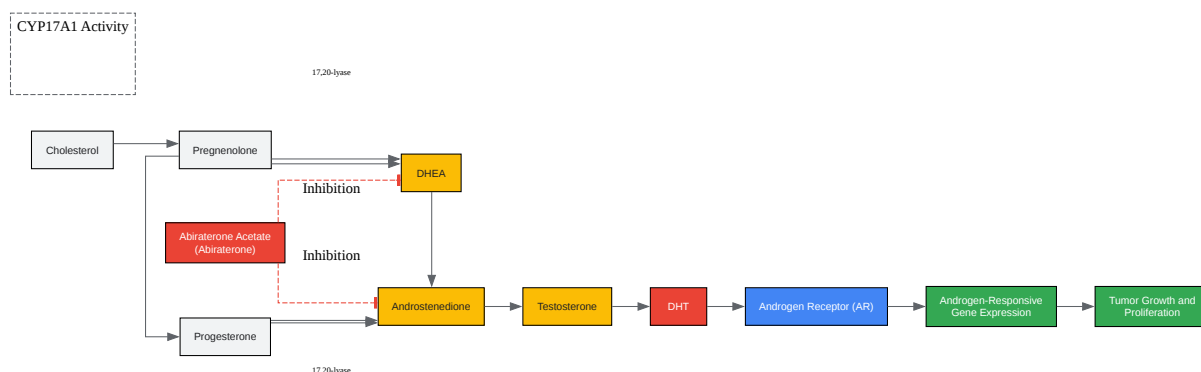 CYP17A1 Activity
17,20-lyase
Cholesterol
Pregnenolone
DHEA
Inhibition
Abiraterone Acetate
(Abiraterone)
Inhibition
Androstenedione
Testosterone
DHT
Androgen Receptor (AR)
Androgen-Responsive
Gene Expression
Tumor Growth and
Proliferation
Progesterone
17,20-lyase